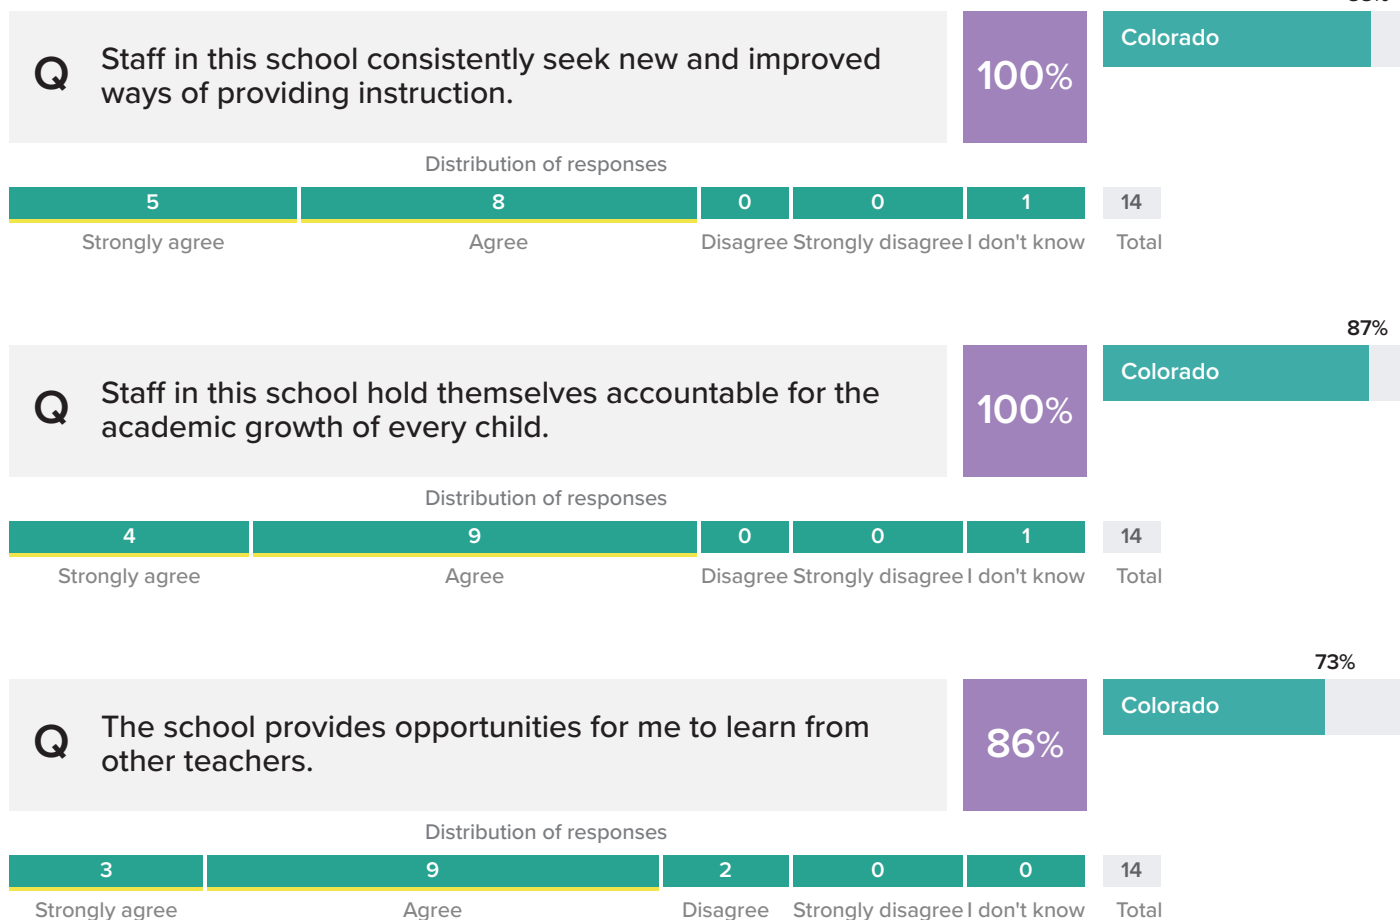 Q Staff in this school consistently seek new and improved
ways of providing instruction.
100%
Colorado
Distribution of responses
5 8 0 0 1 14
Strongly agree Agree Disagree Strongly disagree I don't know Total
87%
Q Staff in this school hold themselves accountable for the
academic growth of every child.
100%
Colorado
Distribution of responses
4 9 0 0 1 14
Strongly agree Agree Disagree Strongly disagree I don't know Total
73%
Q The school provides opportunities for me to learn from
other teachers.
86%
Colorado
Distribution of responses
3 9 2 0 0 14
Strongly agree Agree Disagree Strongly disagree I don't know Total